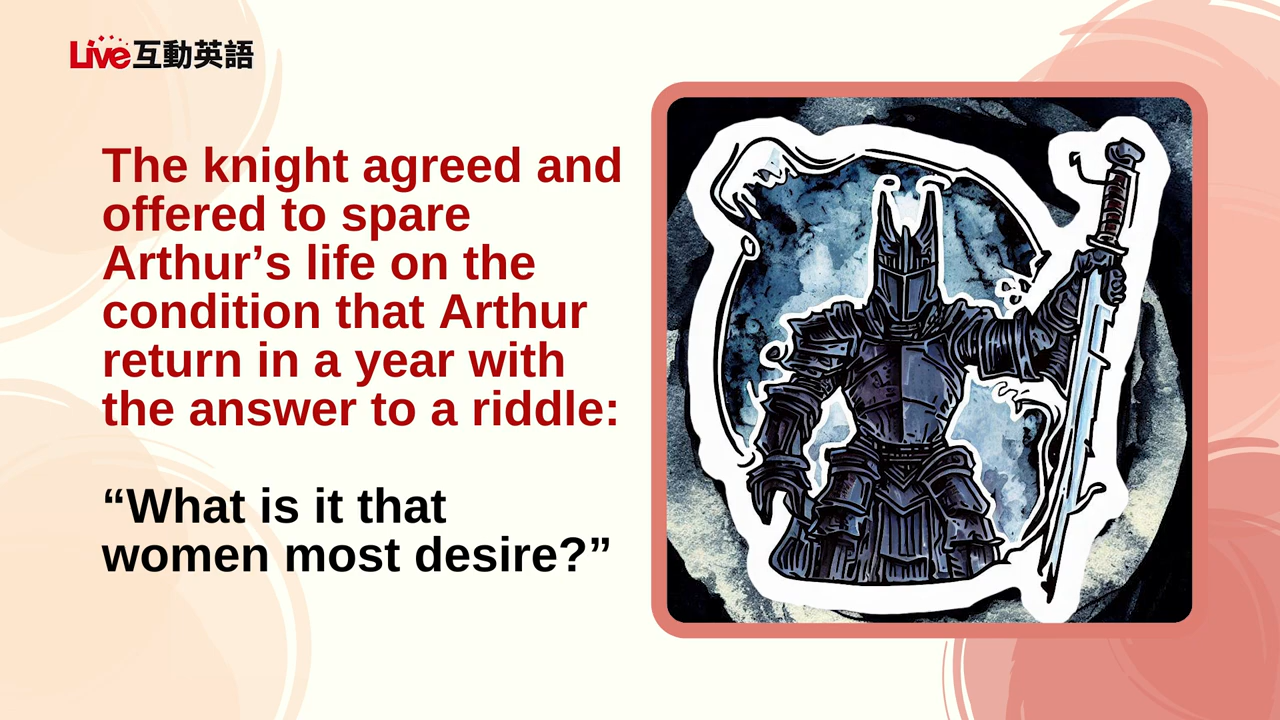 Live互動英語
The knight agreed and
offered to spare
Arthur’s life on the
condition that Arthur
return in a year with
the answer to a riddle:
“What is it that
women most desire?”